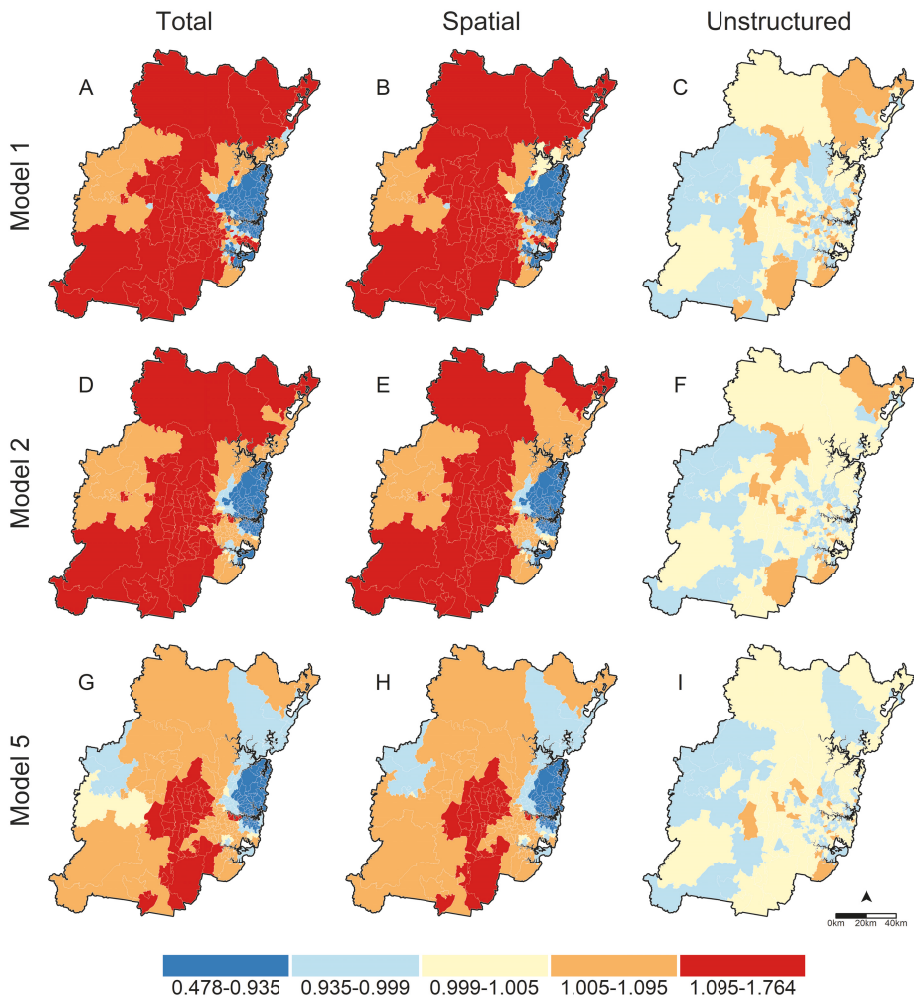 Total Spatial Unstructured
A B C
Model 1
D E F
Model 2
G H I
Model 5
0km 20km 40km
0.478-0.935 0.935-0.999 0.999-1.005 1.005-1.095 1.095-1.764